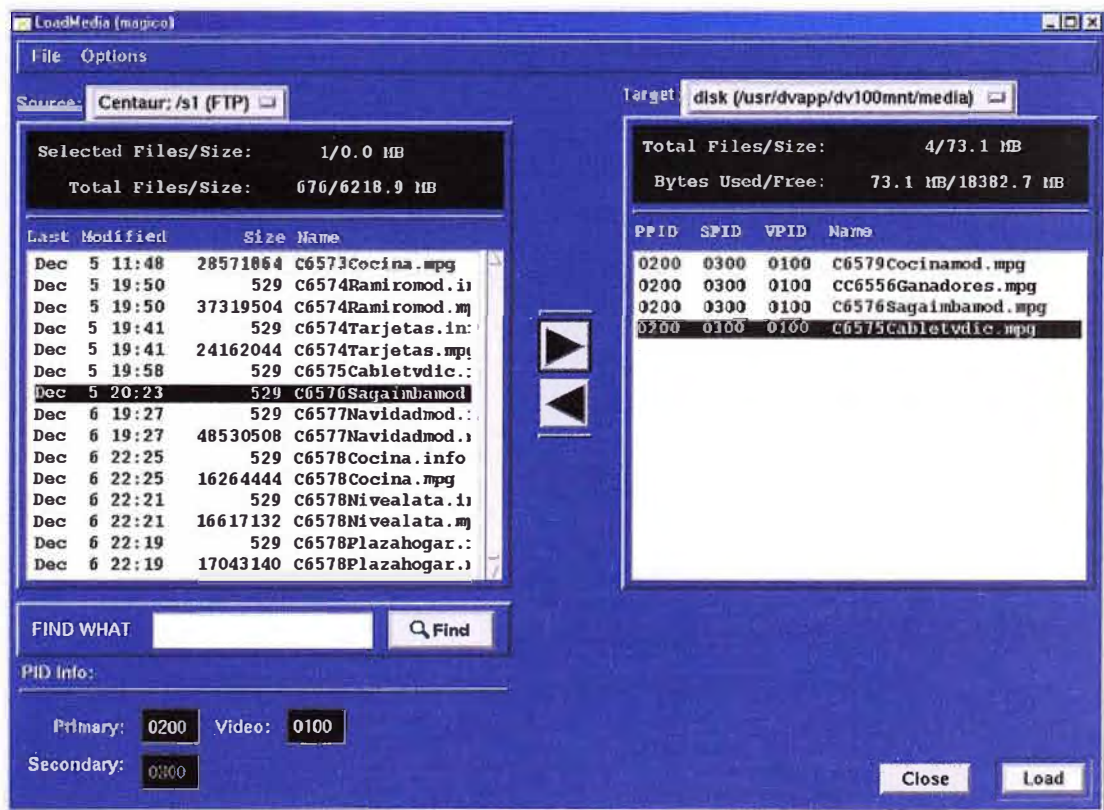 LoadMedia (magico)
File Options
Source: Centaur: /s1 (FTP)
Selected Files/Size: 1/0.0 MB
Total Files/Size: 676/6218.9 MB
Last Modified Size Name
Dec 5 11:48 28571864 C6573Cocina.mpg
Dec 5 19:50 529 C6574Ramiromod.in
Dec 5 19:50 37319504 C6574Ramiromod.m
Dec 5 19:41 529 C6574Tarjetas.in
Dec 5 19:41 24162044 C6574Tarjetas.mpg
Dec 5 19:58 529 C6575Cabletvdic.
Dec 5 20:23 529 C6576Sagaimbamod
Dec 6 19:27 529 C6577Navidadmod.
Dec 6 19:27 48530508 C6577Navidadmod.
Dec 6 22:25 529 C6578Cocina.info
Dec 6 22:25 16264444 C6578Cocina.mpg
Dec 6 22:21 529 C6578Nivealata.in
Dec 6 22:21 16617132 C6578Nivealata.m
Dec 6 22:19 529 C6578Plazahogar.
Dec 6 22:19 17043140 C6578Plazahogar.
FIND WHAT Find
PID Info:
Primary: 0200 Video: 0100
Secondary: 0300
Target: disk (/usr/dvapp/dv100mnt/media)
Total Files/Size: 4/73.1 MB
Bytes Used/Free: 73.1 MB/18382.7 MB
PPID SPID VPID Name
0200 0300 0100 C6579Cocinamod.mpg
0200 0300 0100 CC6556Ganadores.mpg
0200 0300 0100 C6576Sagaimbamod.mpg
0200 0300 0100 C6575Cabletvdic.mpg
Close Load